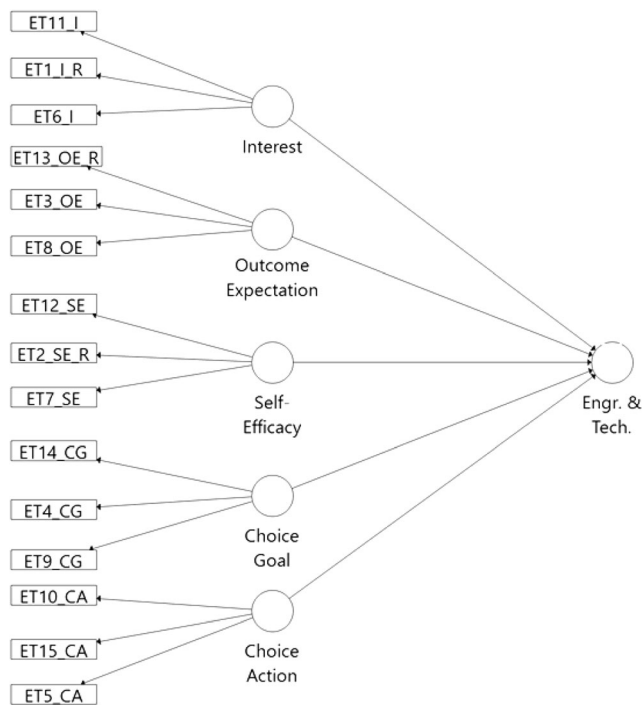 ET11_I
ET1_I_R
ET6_I
Interest
ET13_OE_R
ET3_OE
ET8_OE
Outcome
Expectation
ET12_SE
ET2_SE_R
ET7_SE
Self-
Efficacy
Engr. &
Tech.
ET14_CG
ET4_CG
ET9_CG
Choice
Goal
ET10_CA
ET15_CA
ET5_CA
Choice
Action